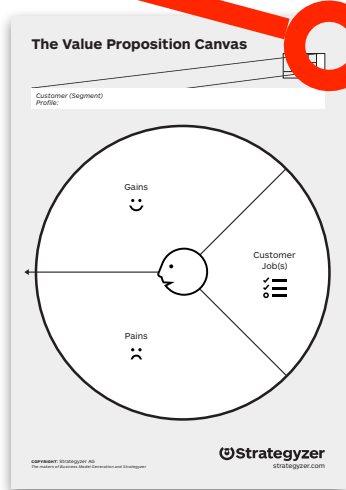 The Value Proposition Canvas
Customer (Segment)
Profile:
Gains
Customer
Job(s)
Pains
Strategyzer
strategyzer.com
COPYRIGHT: Strategyzer AG
The makers of Business Model Generation and Strategyzer